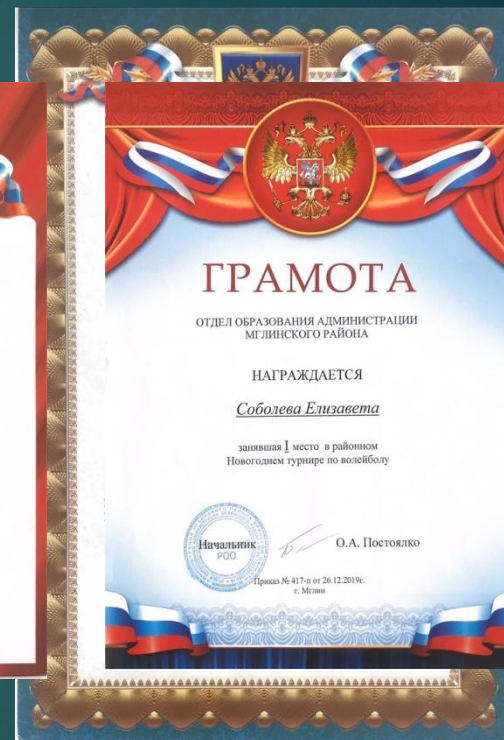 ГРАМОТА
ОТДЕЛ ОБРАЗОВАНИЯ АДМИНИСТРАЦИИ
МГЛИНСКОГО РАЙОНА
НАГРАЖДАЕТСЯ
Соболева Елизавета
занявшая I место в районном
Новогоднем турнире по волейболу
Начальник О.А. Постоялко
РОО
Приказ № 417-п от 26.12.2019г.
г. Мглин